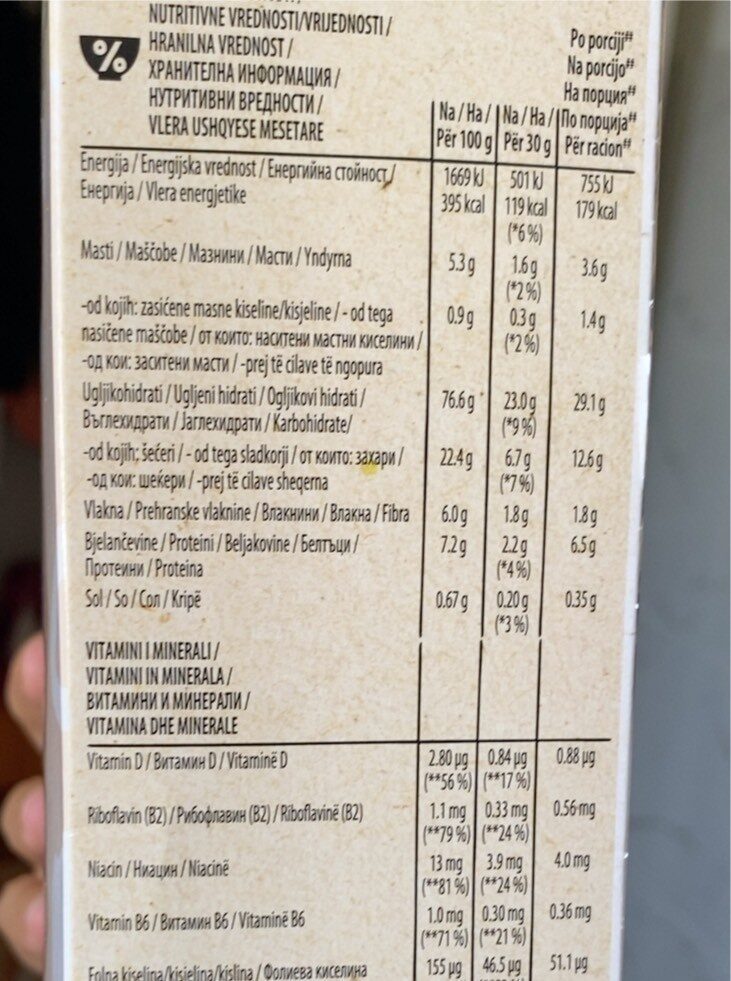 %
NUTRITIVNE VREDNOSTI/VRIJEDNOSTI /
HRANILNA VREDNOST /
ХРАНИТЕЛНА ИНФОРМАЦИЯ /
НУТРИТИВНИ ВРЕДНОСТИ /
VLERA USHQYESE MESETARE
Na / Ha / Për 100 g
Na / Ha / Për 30 g
Po porciji##
Na porcijo##
На порция##
По порција##
Për racion##
Energija / Energijska vrednost / Енергийна стойност /
Енергија / Vlera energjetike
1669 kJ 501 kJ 755 kJ
395 kcal 119 kcal 179 kcal
(*6 %)
Masti / Maščobe / Мазнини / Масти / Yndyrna
5.3 g 1.6 g 3.6 g
(*2 %)
-od kojih: zasićene masne kiseline/kisjeline / - od tega
nasičene maščobe / от които: наситени мастни киселини /
-од кои: заситени масти / -prej të cilave të ngopura
0.9 g 0.3 g 1.4 g
(*2 %)
Ugljikohidrati / Ugljeni hidrati / Ogljikovi hidrati /
Въглехидрати / Јаглехидрати / Karbohidrate/
76.6 g 23.0 g 29.1 g
(*9 %)
-od kojih: šećeri / - od tega sladkorji / от които: захари /
-од кои: шеќери / -prej të cilave sheqerna
22.4 g 6.7 g 12.6 g
(*7 %)
Vlakna / Prehranske vlaknine / Влакнини / Влакна / Fibra
6.0 g 1.8 g 1.8 g
Bjelančevine / Proteini / Beljakovine / Белтъци /
Протеини / Proteina
7.2 g 2.2 g 6.5 g
(*4 %)
Sol / So / Сол / Kripë
0.67 g 0.20 g 0.35 g
(*3 %)
VITAMINI I MINERALI /
VITAMINI IN MINERALA /
ВИТАМИНИ И МИНЕРАЛИ /
VITAMINA DHE MINERALE
Vitamin D / Витамин D / Vitaminë D
2.80 µg 0.84 µg 0.88 µg
(**56 %) (**17 %)
Riboflavin (B2) / Рибофлавин (B2) / Riboflavinë (B2)
1.1 mg 0.33 mg 0.56 mg
(**79 %) (**24 %)
Niacin / Ниацин / Niacinë
13 mg 3.9 mg 4.0 mg
(**81 %) (**24 %)
Vitamin B6 / Витамин B6 / Vitaminë B6
1.0 mg 0.30 mg 0.36 mg
(**71 %) (**21 %)
Folna kiselina/kisjelina/kislina / Фолиева киселина
155 µg 46.5 µg 51.1 µg